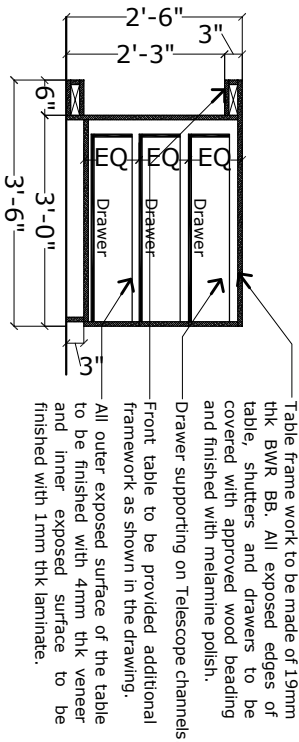 2'-6"
2'-3"
3"
6"
3'-0"
3'-6"
3"
EQ
EQ
EQ
Drawer
Drawer
Drawer
Table frame work to be made of 19mm
thk BWR BB. All exposed edges of
table, shutters and drawers to be
covered with approved wood beading
and finished with melamine polish.
Drawer supporting on Telescope channels
Front table to be provided additional
framework as shown in the drawing.
All outer exposed surface of the table
to be finished with 4mm thk veneer
and inner exposed surface to be
finished with 1mm thk laminate.